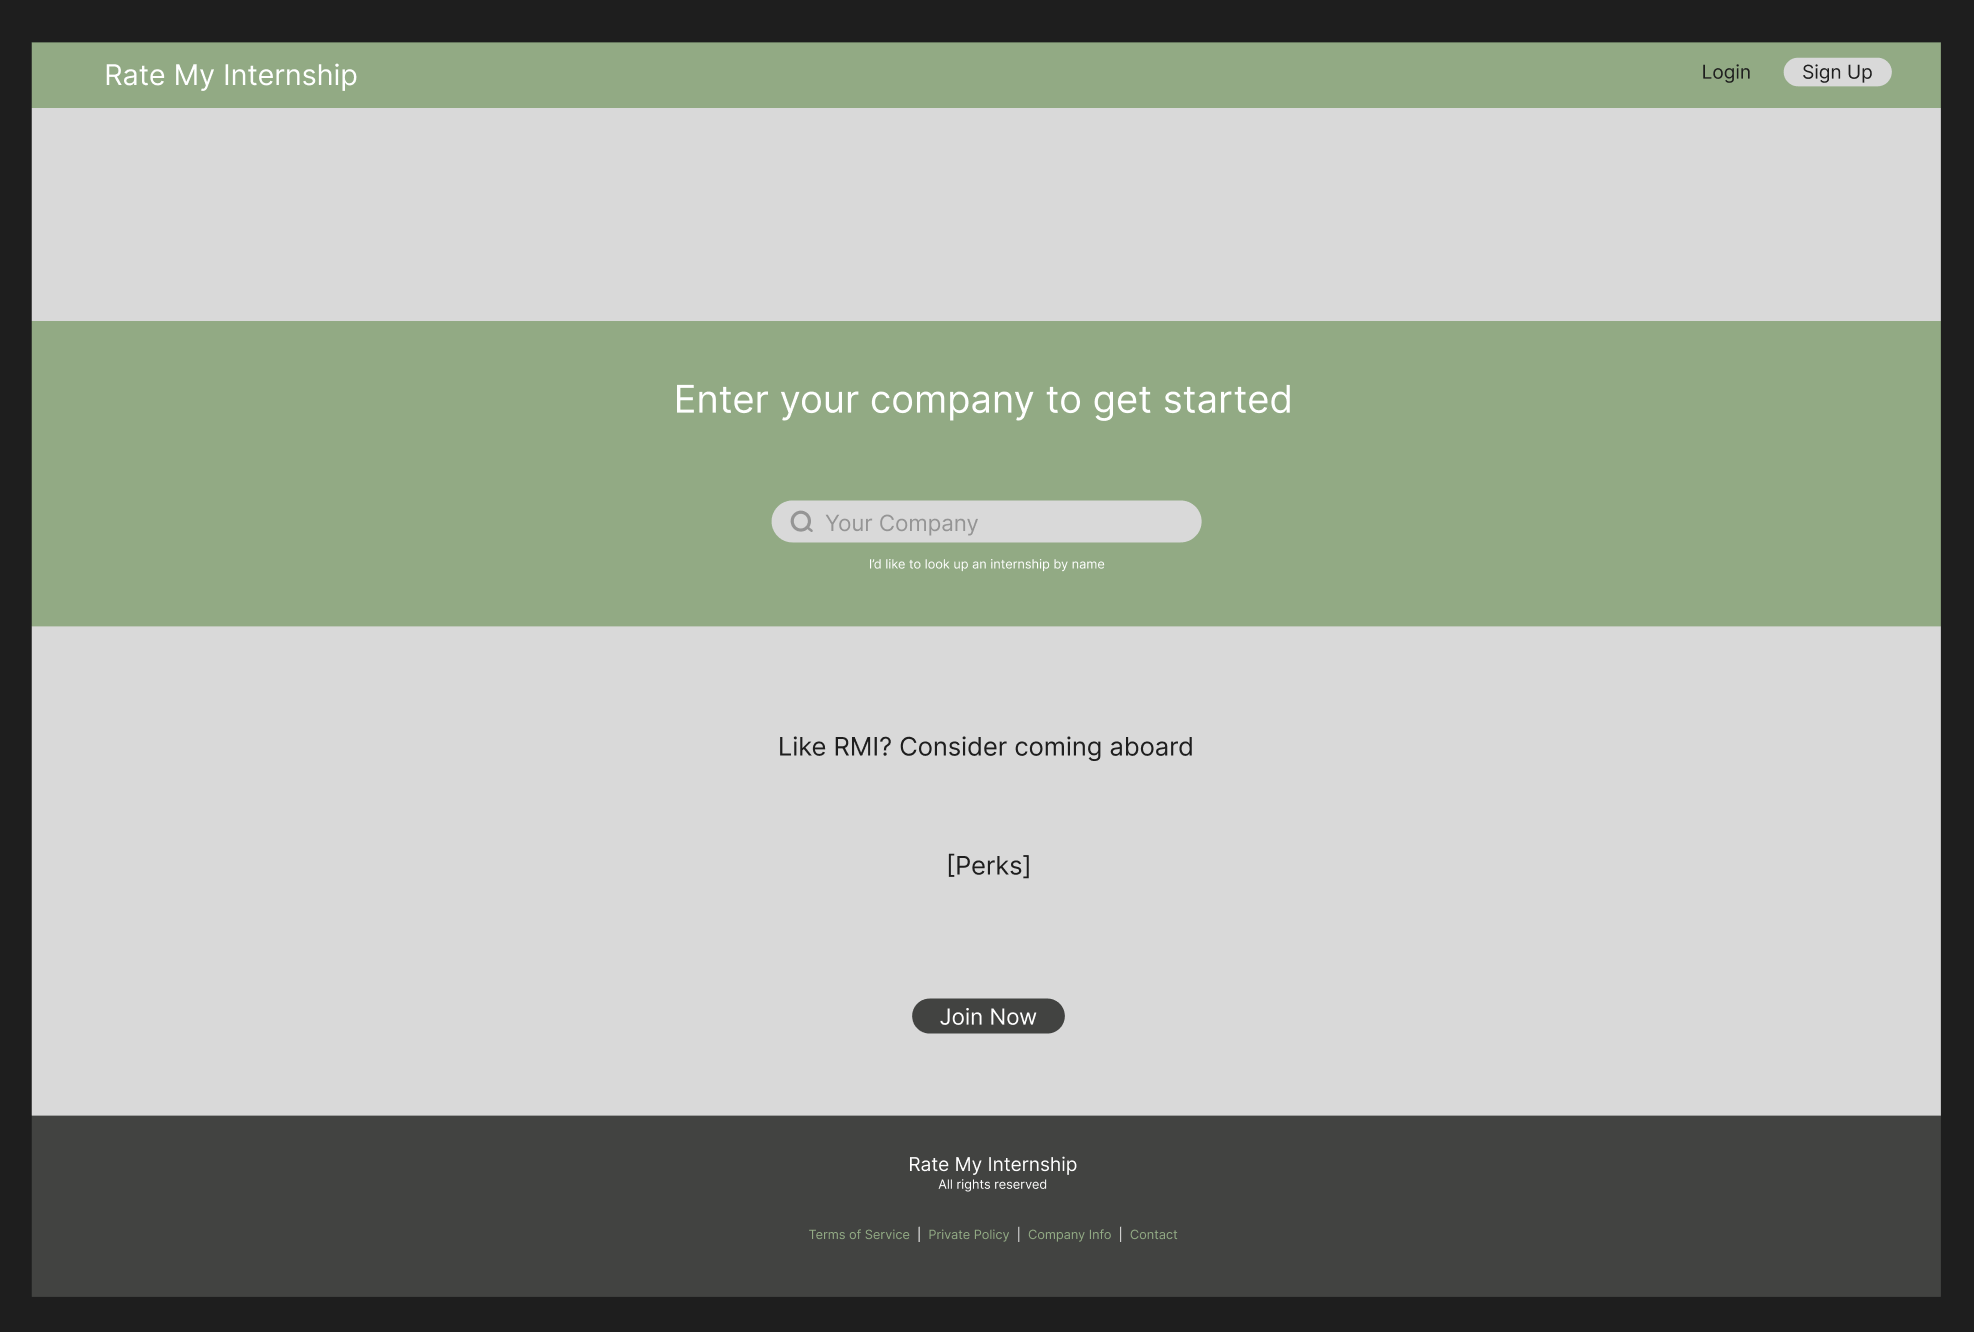 Rate My Internship
Login
Sign Up
Enter your company to get started
Your Company
I'd like to look up an internship by name
Like RMI? Consider coming aboard
[Perks]
Join Now
Rate My Internship
All rights reserved
Terms of Service | Private Policy | Company Info | Contact